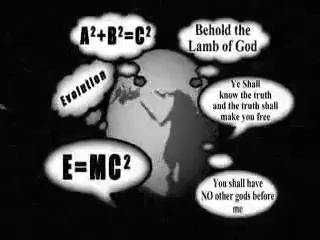 A²+B²=C²
Behold the
Lamb of God
Evolution
Ye Shall
know the truth
and the truth shall
make you free
E=MC²
You shall have
NO other gods before
me